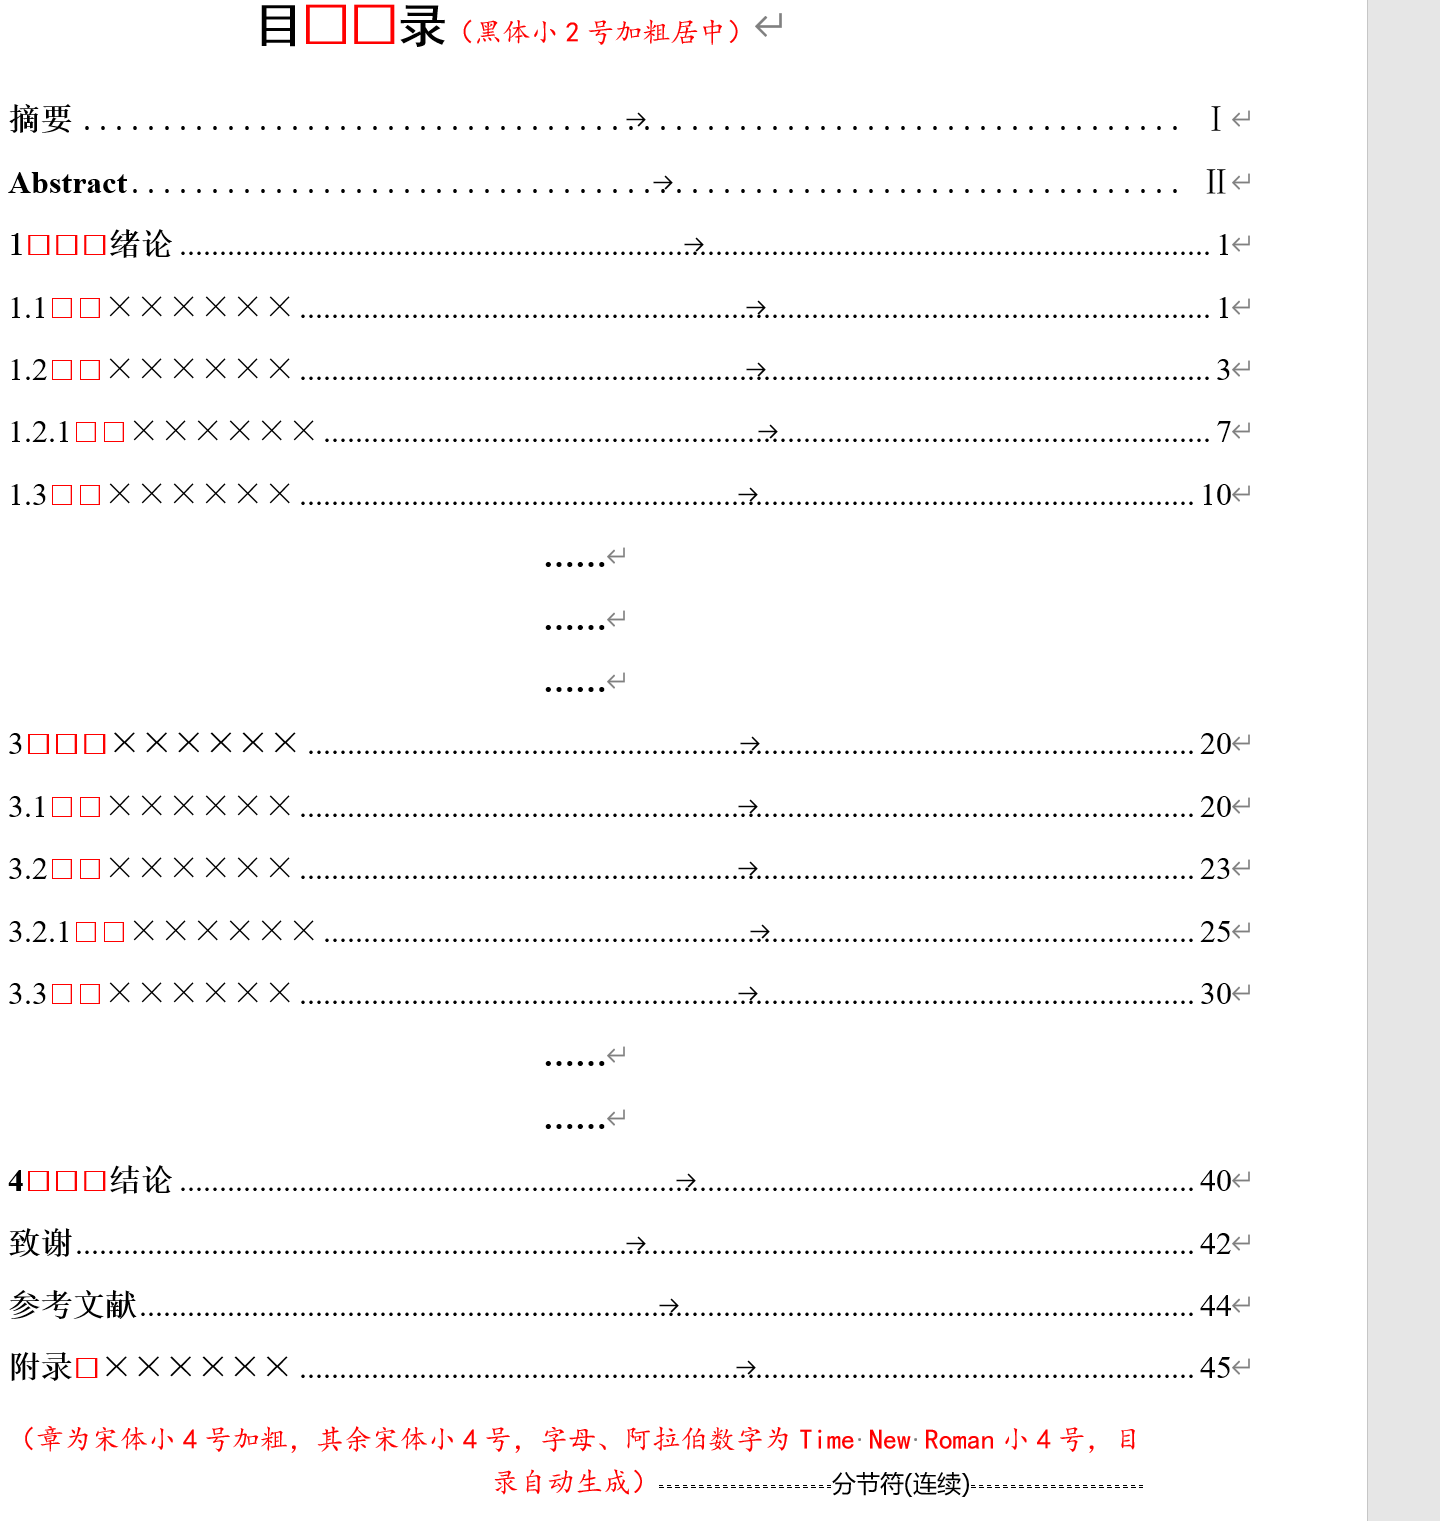 目□□录（黑体小 2 号加粗居中）
摘要 ................................................................ Ⅰ
Abstract ................................................................ Ⅱ
1□□□绪论 ................................................................ 1
1.1□□×××××× ................................................................ 1
1.2□□×××××× ................................................................ 3
1.2.1□□×××××× ................................................................ 7
1.3□□×××××× ................................................................ 10
......
......
......
3□□□×××××× ................................................................ 20
3.1□□×××××× ................................................................ 20
3.2□□×××××× ................................................................ 23
3.2.1□□×××××× ................................................................ 25
3.3□□×××××× ................................................................ 30
......
......
4□□□结论 ................................................................ 40
致谢 ................................................................ 42
参考文献 ................................................................ 44
附录□×××××× ................................................................ 45
（章为宋体小 4 号加粗，其余宋体小 4 号，字母、阿拉伯数字为 Time New Roman 小 4 号，目
录自动生成）分节符(连续)